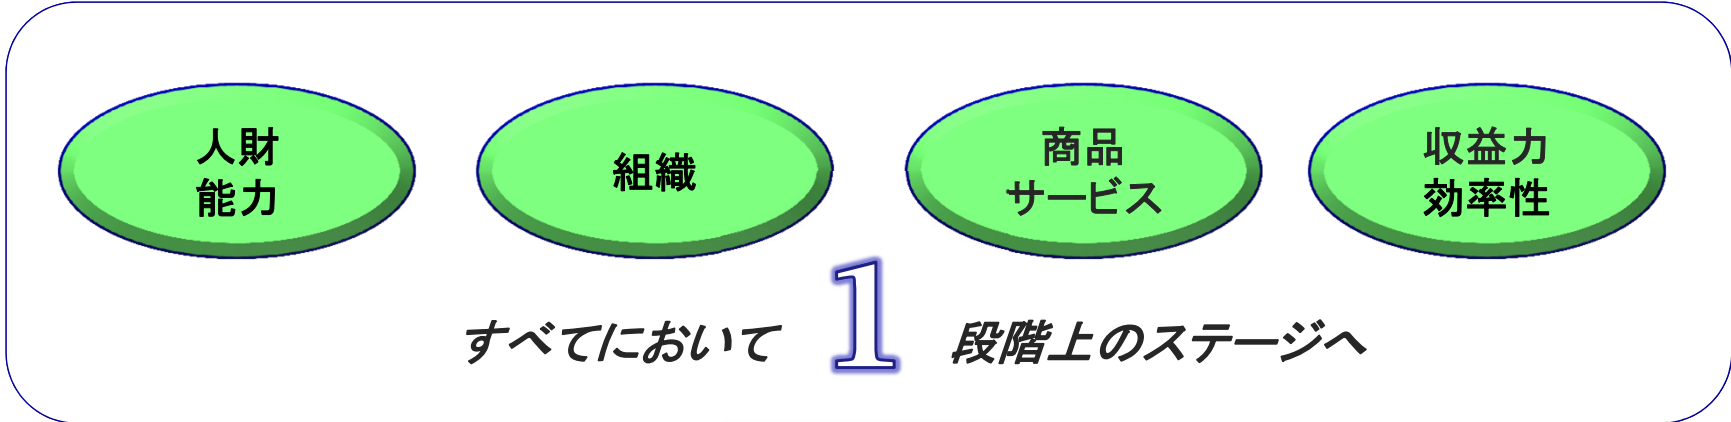 人財
能力
組織
商品
サービス
収益力
効率性
すべてにおいて 1 段階上のステージへ